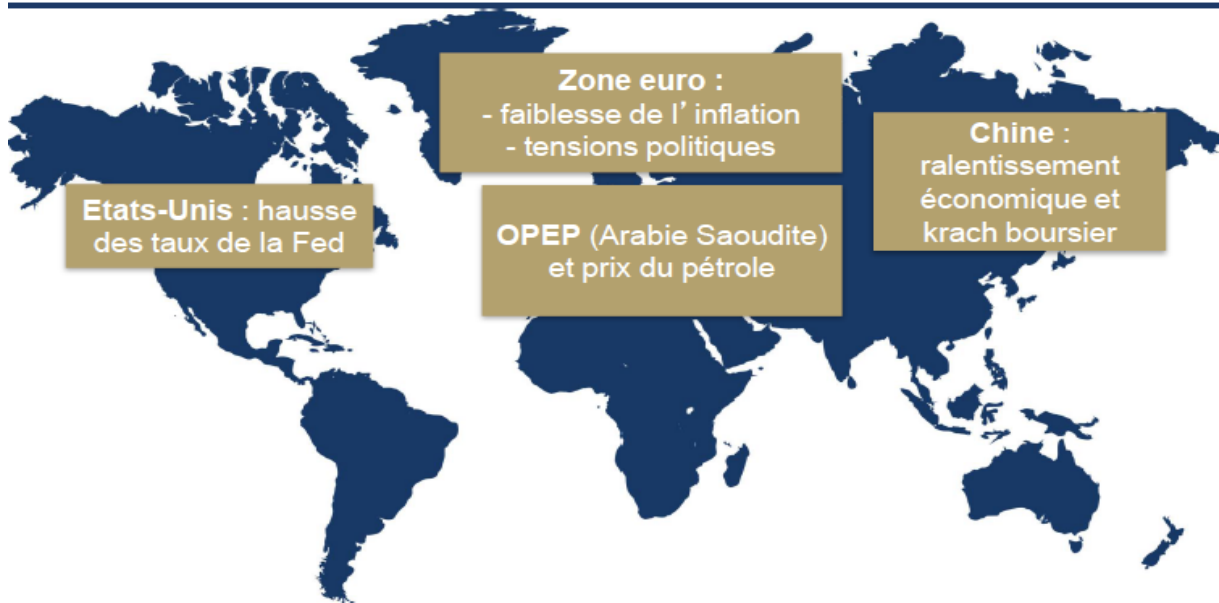 Zone euro :
- faiblesse de l’ inflation
- tensions politiques
Chine :
ralentissement
économique et
krach boursier
Etats-Unis : hausse
des taux de la Fed
OPEP (Arabie Saoudite)
et prix du pétrole